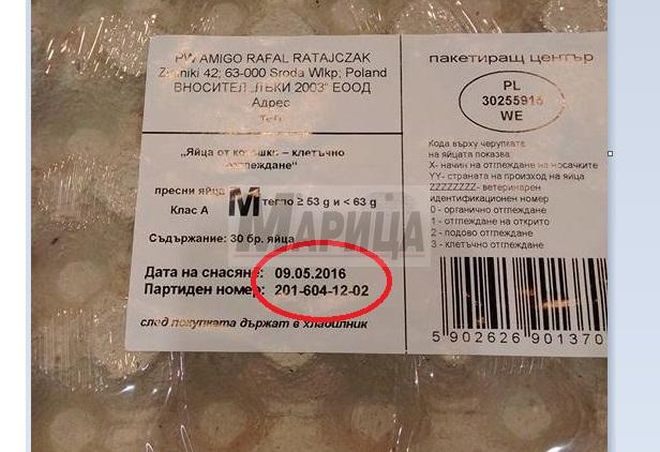 PW AMIGO RAFAL RATAJCZAK
42; 63-000 Sroda Wlkp; Poland
ВНОСИТЕЛ „ЛЪКИ 2003" ЕООД
Адрес
тел
„Яйца от кокошки – клетъчно
отглеждане"
пресни яйца
Клас А
M тегло ≥ 53 g и < 63 g
Съдържание: 30 бр. яйца
Дата на снасяне: 09.05.2016
Партиден номер: 201-604-12-02
след покупката държат в хладилник
пакетиращ център
PL
30255915
WE
Кода върху черупките
на яйцата показва
X- начин на отглеждане на носачките
YY- страната на произход на яйца
ZZZZZZZZ- ветеринарен
идентификационен номер
0 - органично отглеждане
1 - отглеждане на открито
2 - подово отглеждане
3 - клетъчно отглеждане
5 902626 901370
МАРИЦА